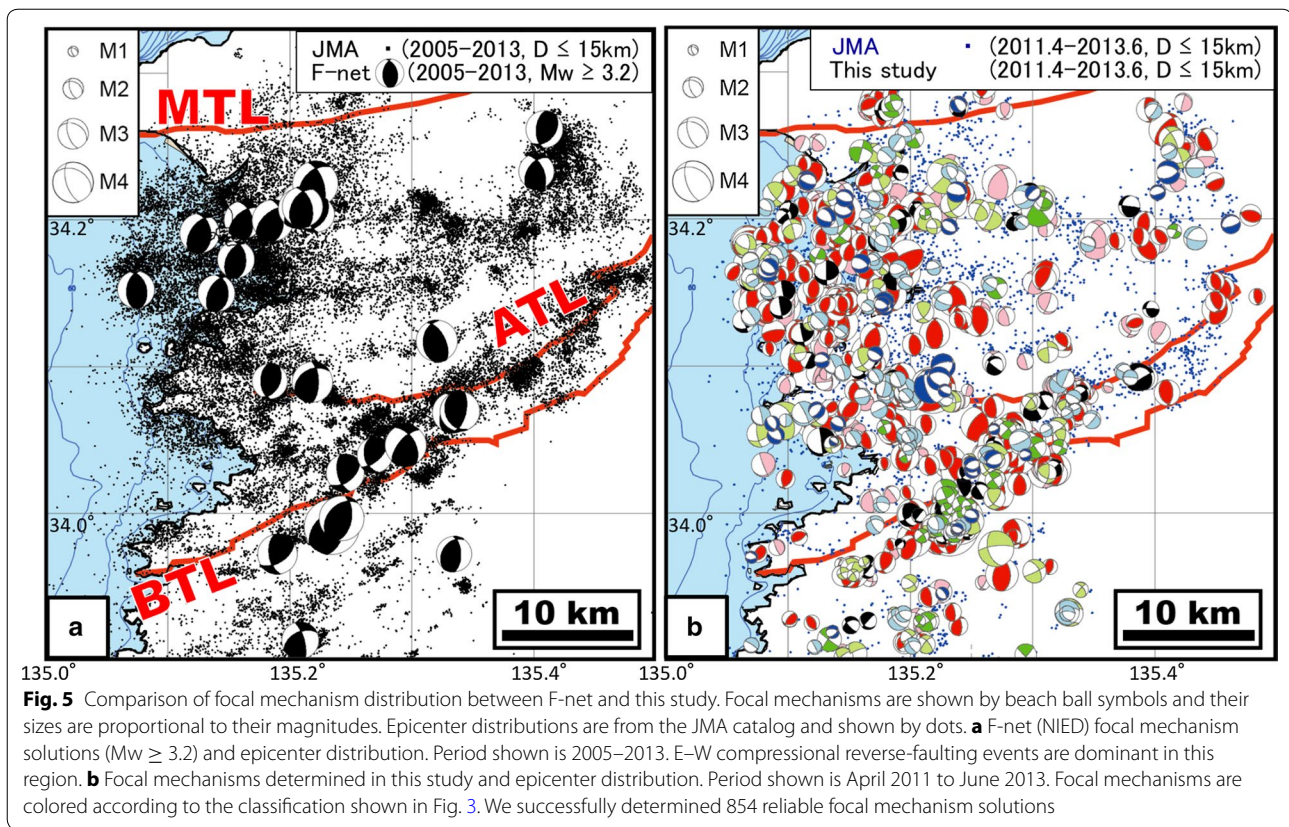 M1
M2
M3
M4
JMA ▪ (2005−2013, D ≤ 15km)
F-net (2005−2013, Mw ≥ 3.2)
MTL
ATL
BTL
34.2°
34.0°
60
a
10 km
135.0°
135.2°
135.4°
M1
M2
M3
M4
JMA ▪ (2011.4−2013.6, D ≤ 15km)
This study (2011.4−2013.6, D ≤ 15km)
34.2°
34.0°
60
b
10 km
135.0°
135.2°
135.4°
Fig. 5 Comparison of focal mechanism distribution between F-net and this study. Focal mechanisms are shown by beach ball symbols and their
sizes are proportional to their magnitudes. Epicenter distributions are from the JMA catalog and shown by dots. a F-net (NIED) focal mechanism
solutions (Mw ≥ 3.2) and epicenter distribution. Period shown is 2005–2013. E–W compressional reverse-faulting events are dominant in this
region. b Focal mechanisms determined in this study and epicenter distribution. Period shown is April 2011 to June 2013. Focal mechanisms are
colored according to the classification shown in Fig. 3. We successfully determined 854 reliable focal mechanism solutions